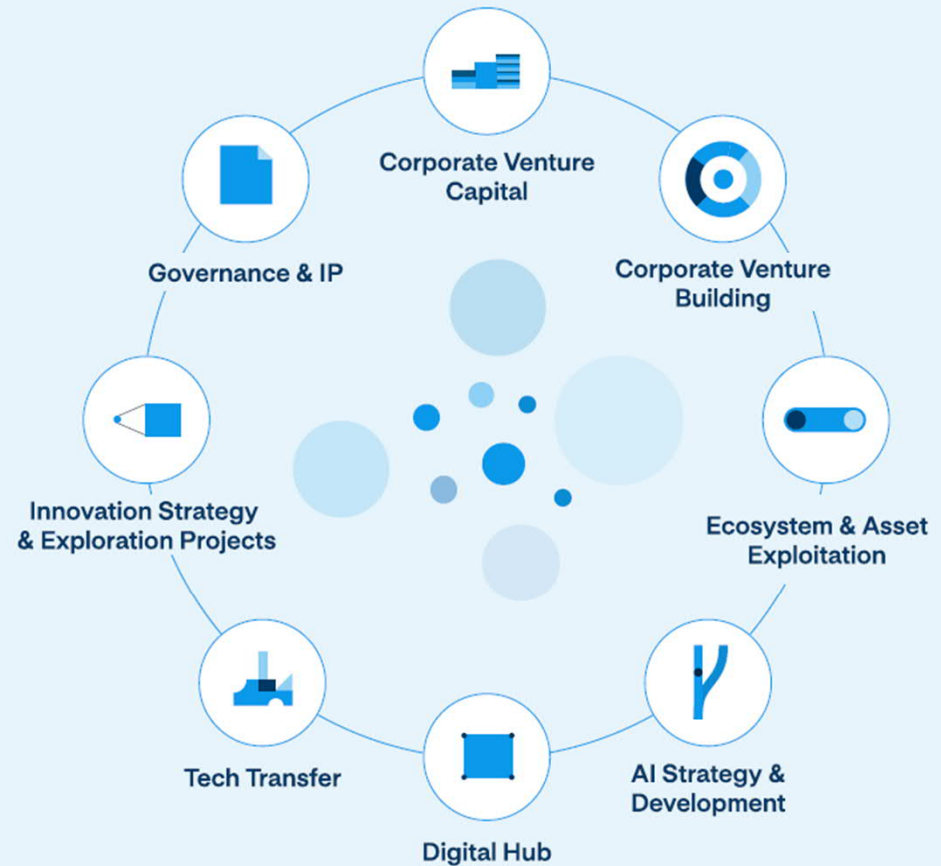 Corporate Venture
Capital
Governance & IP
Corporate Venture
Building
Innovation Strategy
& Exploration Projects
Ecosystem & Asset
Exploitation
Tech Transfer
AI Strategy &
Development
Digital Hub